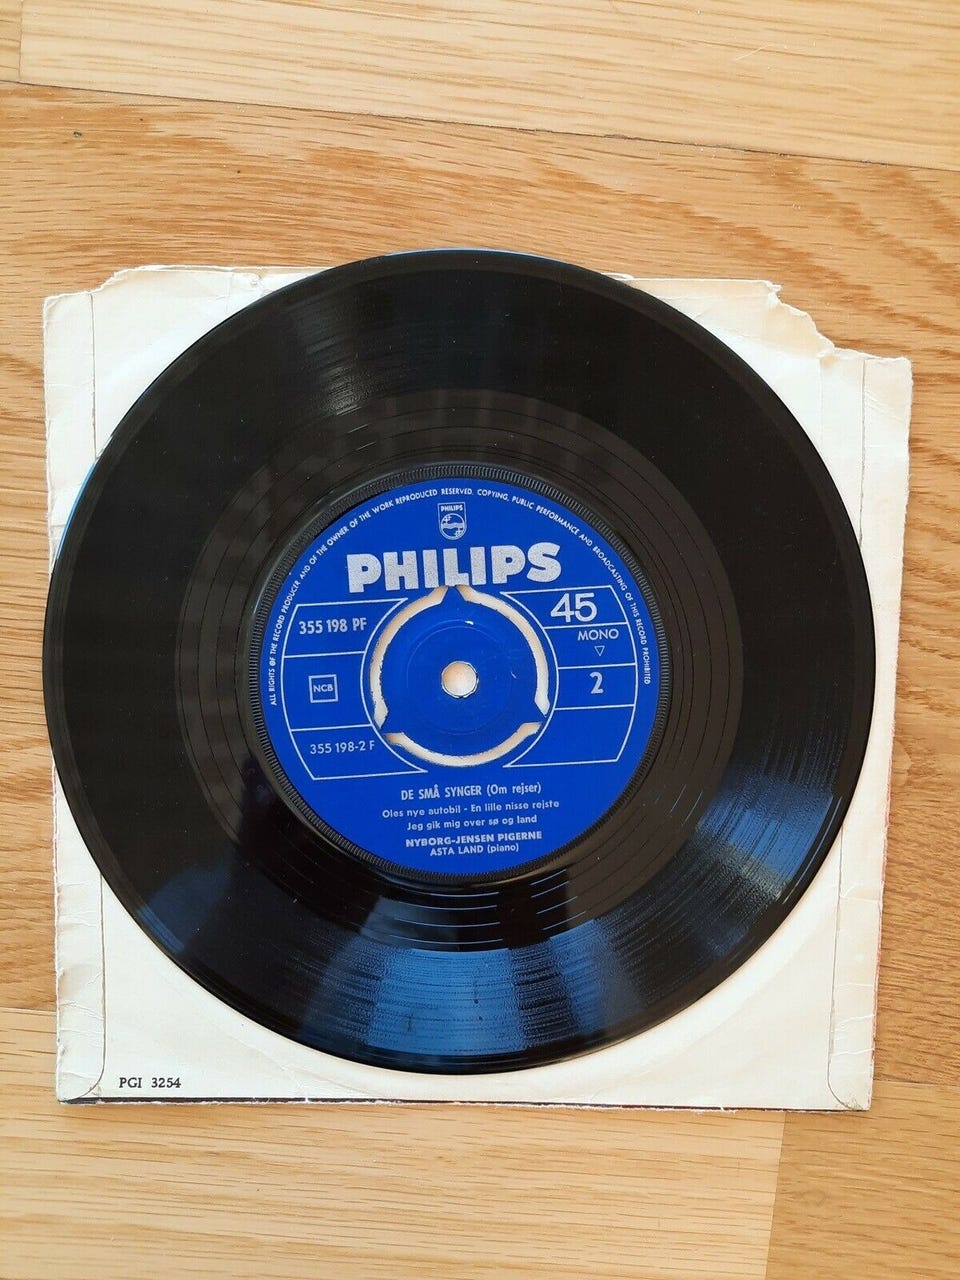 ALL RIGHTS OF THE RECORD PRODUCER AND OF THE OWNER OF THE WORK REPRODUCED RESERVED. COPYING, PUBLIC PERFORMANCE AND BROADCASTING OF THIS RECORD PROHIBITED
PHILIPS
PHILIPS
355 198 PF
45
MONO
NCB
2
355 198-2 F
DE SMÅ SYNGER (Om rejser)
Oles nye autobil - En lille nisse rejste
Jeg gik mig over sø og land
NYBORG-JENSEN PIGERNE
ASTA LAND (piano)
PGI 3254